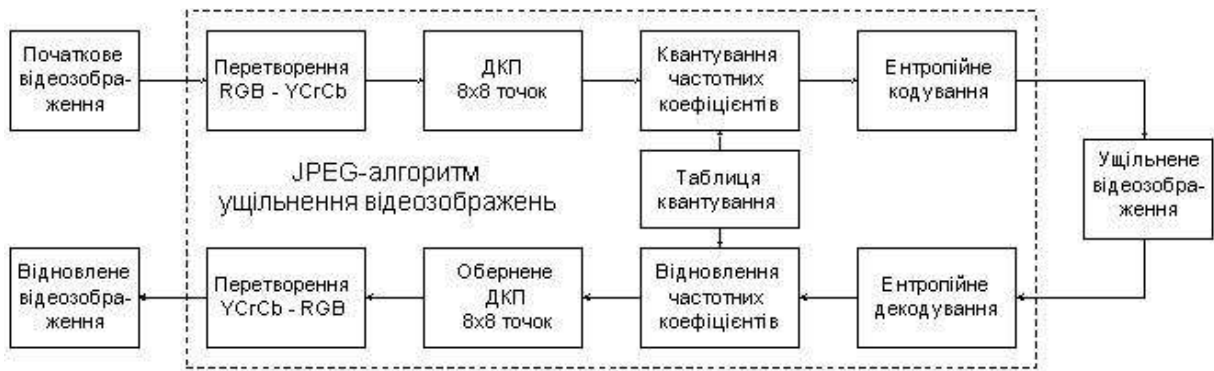 Початкове
відеозобра-
ження
Перетворення
RGB - YCrCb
ДКП
8x8 точок
Квантування
частотних
коефіцієнтів
Ентропійне
кодування
Ущільнене
відеозобра-
ження
JPEG-алгоритм
ущільнення відеозображень
Таблиця
квантування
Відновлене
відеозобра-
ження
Перетворення
YCrCb - RGB
Обернене
ДКП
8x8 точок
Відновлення
частотних
коефіцієнтів
Ентропійне
декодування